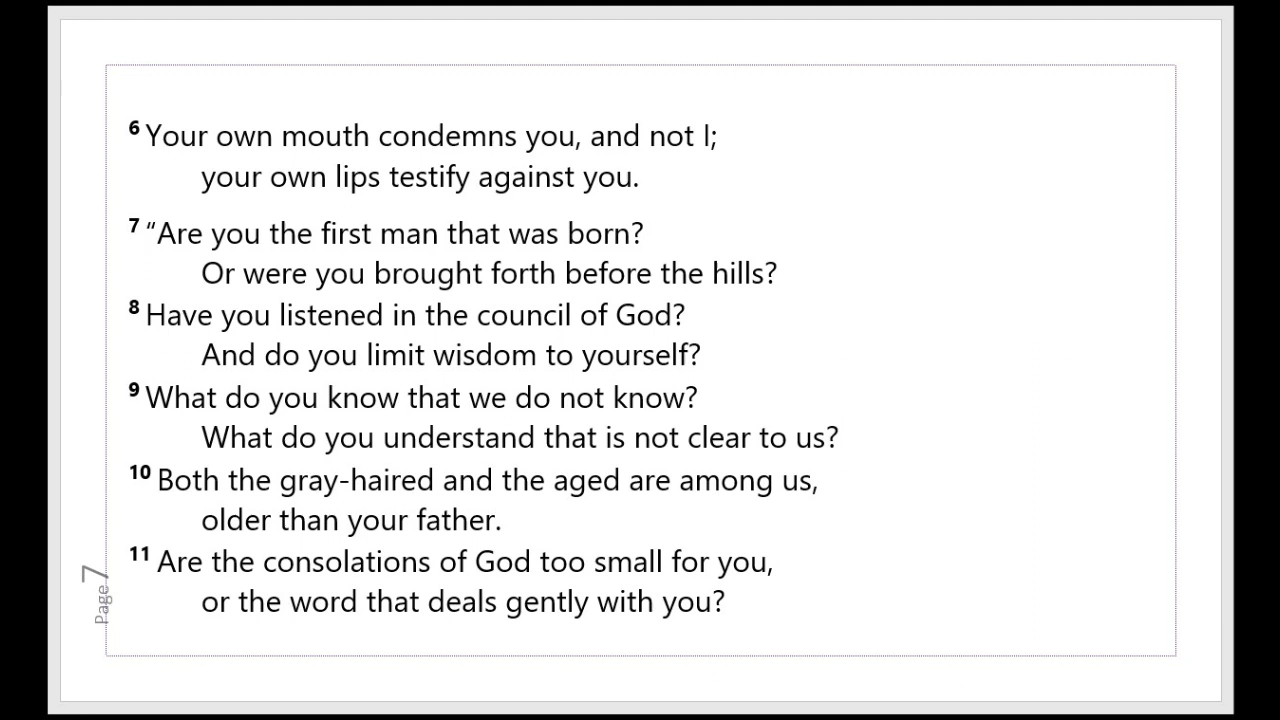 6 Your own mouth condemns you, and not I;
your own lips testify against you.
7 “Are you the first man that was born?
Or were you brought forth before the hills?
8 Have you listened in the council of God?
And do you limit wisdom to yourself?
9 What do you know that we do not know?
What do you understand that is not clear to us?
10 Both the gray-haired and the aged are among us,
older than your father.
11 Are the consolations of God too small for you,
or the word that deals gently with you?
Page 7